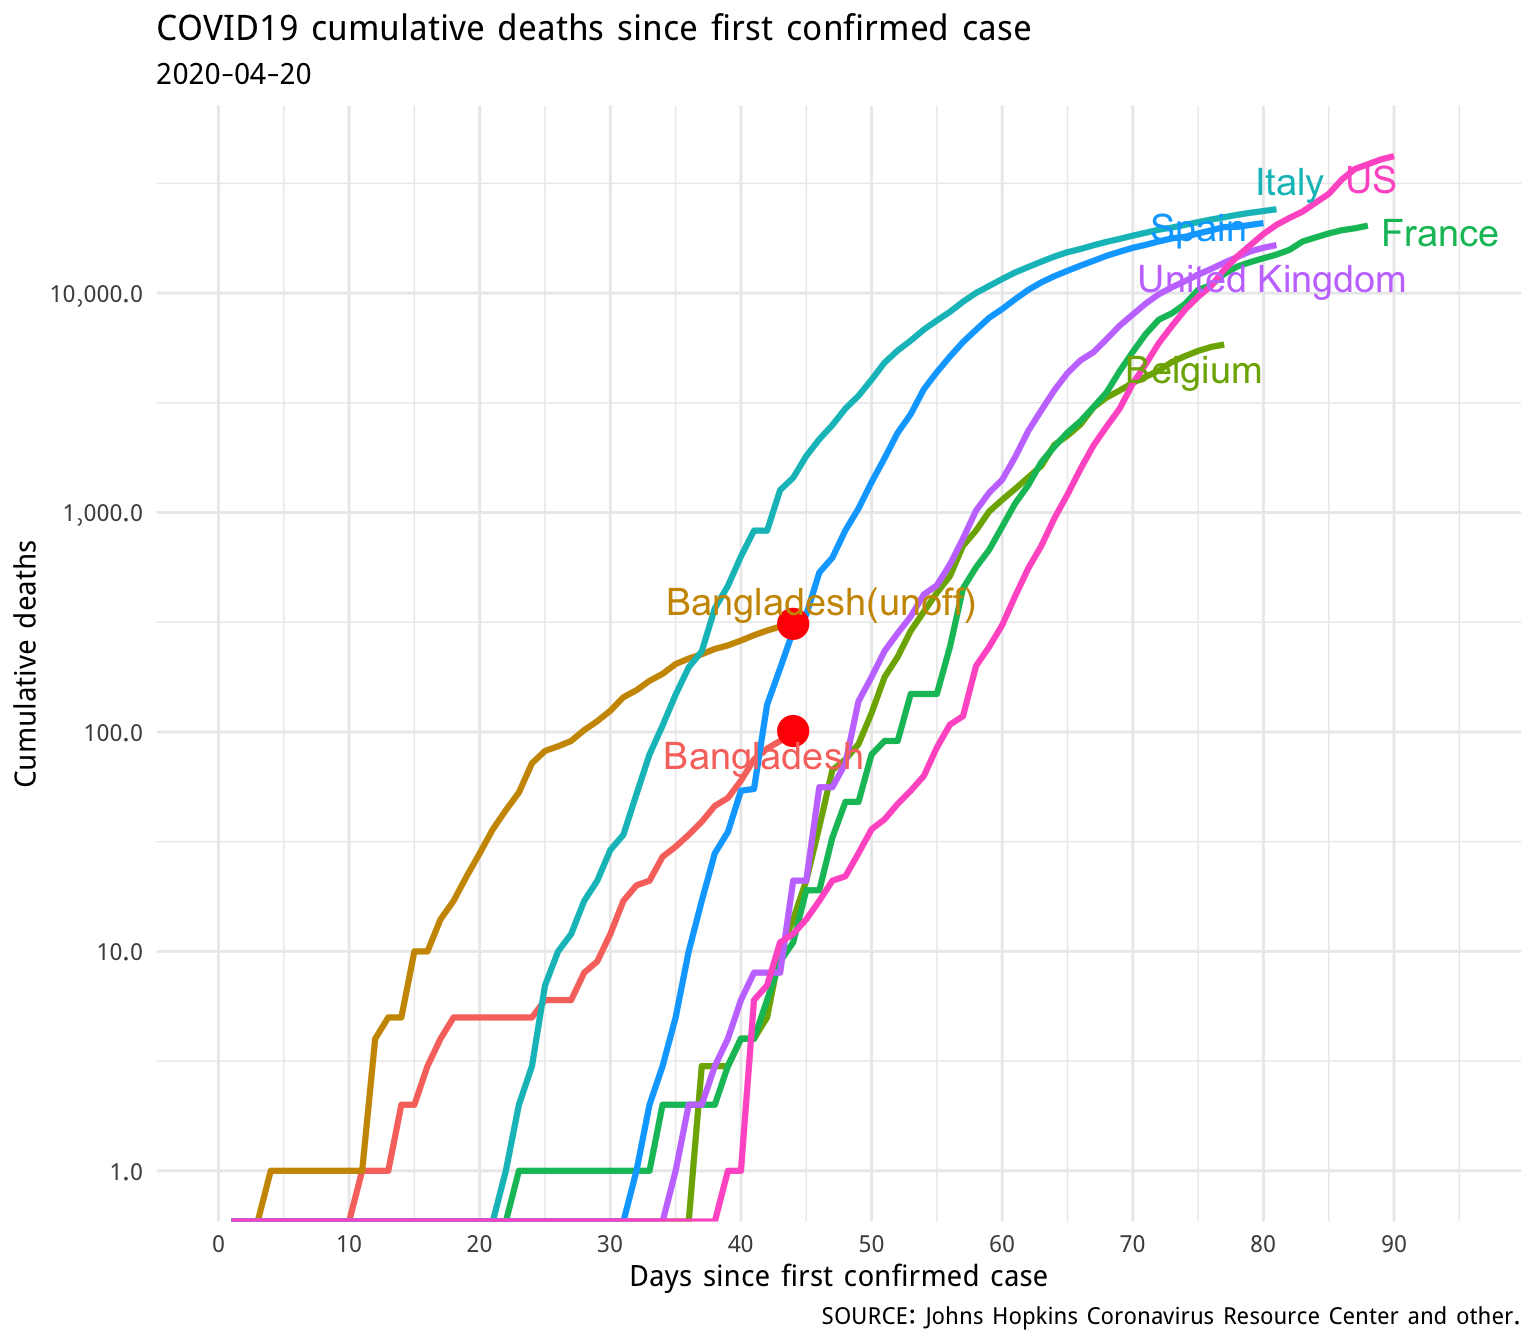 COVID19 cumulative deaths since first confirmed case
2020-04-20
Cumulative deaths
10,000.0
1,000.0
100.0
10.0
1.0
Italy
US
Spain
France
United Kingdom
Belgium
Bangladesh(unoff)
Bangladesh
0 10 20 30 40 50 60 70 80 90
Days since first confirmed case
SOURCE: Johns Hopkins Coronavirus Resource Center and other.